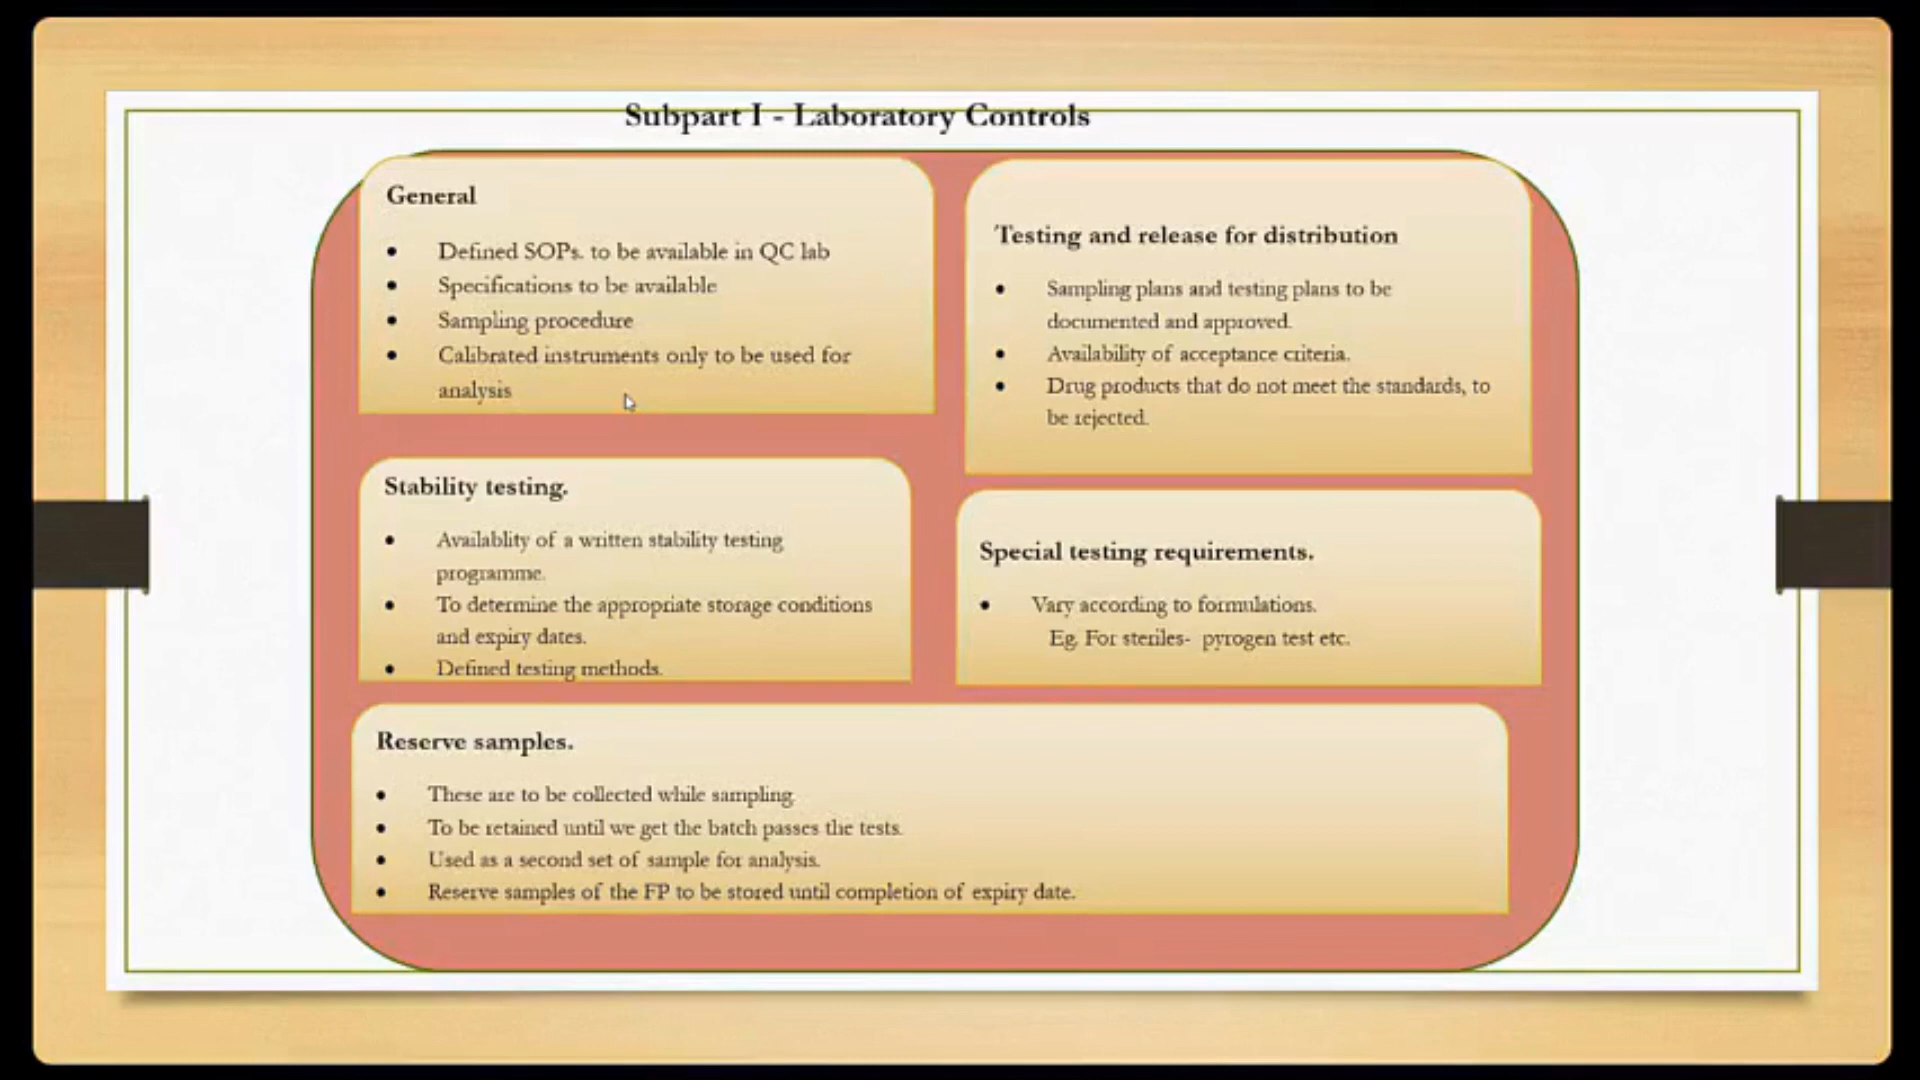 Subpart I - Laboratory Controls
General
• Defined SOPs. to be available in QC lab
• Specifications to be available
• Sampling procedure
• Calibrated instruments only to be used for
analysis
Testing and release for distribution
• Sampling plans and testing plans to be
documented and approved.
• Availability of acceptance criteria.
• Drug products that do not meet the standards, to
be rejected.
Stability testing.
• Availablity of a written stability testing
programme.
• To determine the appropriate storage conditions
and expiry dates.
• Defined testing methods.
Special testing requirements.
• Vary according to formulations.
Eg. For steriles- pyrogen test etc.
Reserve samples.
• These are to be collected while sampling
• To be retained until we get the batch passes the tests.
• Used as a second set of sample for analysis.
• Reserve samples of the FP to be stored until completion of expiry date.